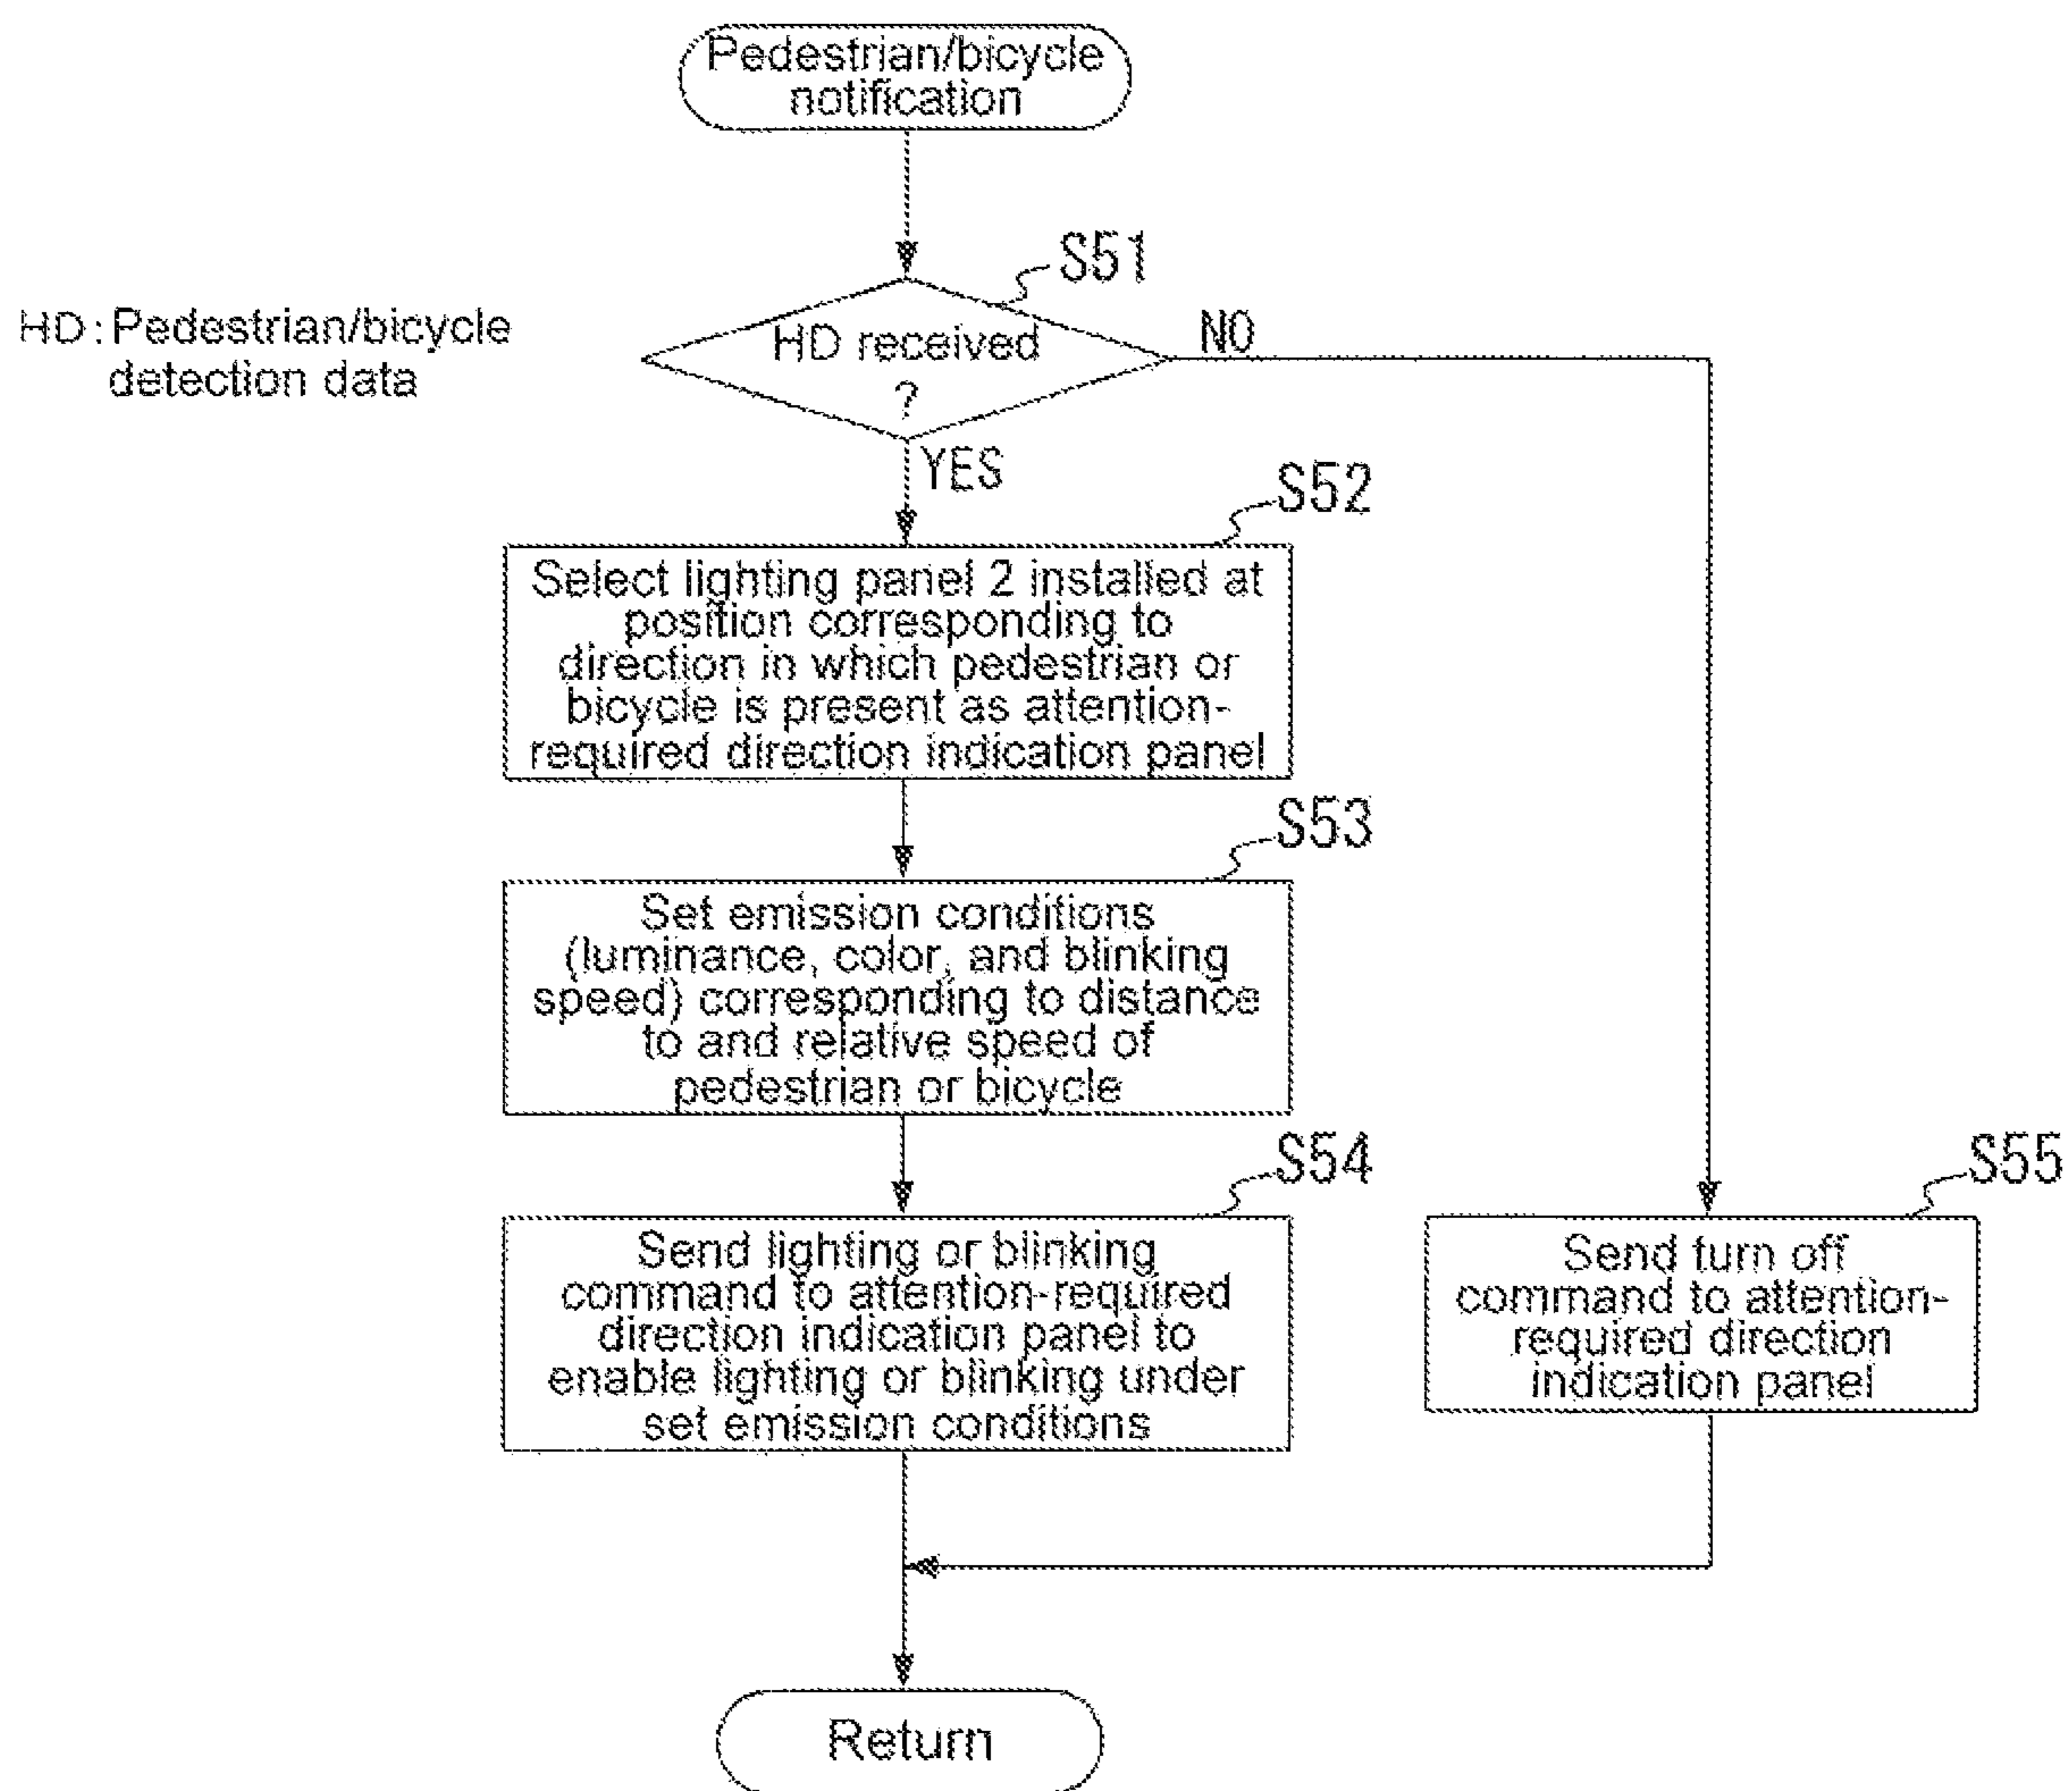 Pedestrian/bicycle
notification
S51
HD : Pedestrian/bicycle
detection data
HD received
?
NO
YES
S52
Select lighting panel 2 installed at
position corresponding to
direction in which pedestrian or
bicycle is present as attention-
required direction indication panel
S53
Set emission conditions
(luminance, color, and blinking
speed) corresponding to distance
to and relative speed of
pedestrian or bicycle
S54
Send lighting or blinking
command to attention-required
direction indication panel to
enable lighting or blinking under
set emission conditions
S55
Send turn off
command to attention-
required direction
indication panel
Return